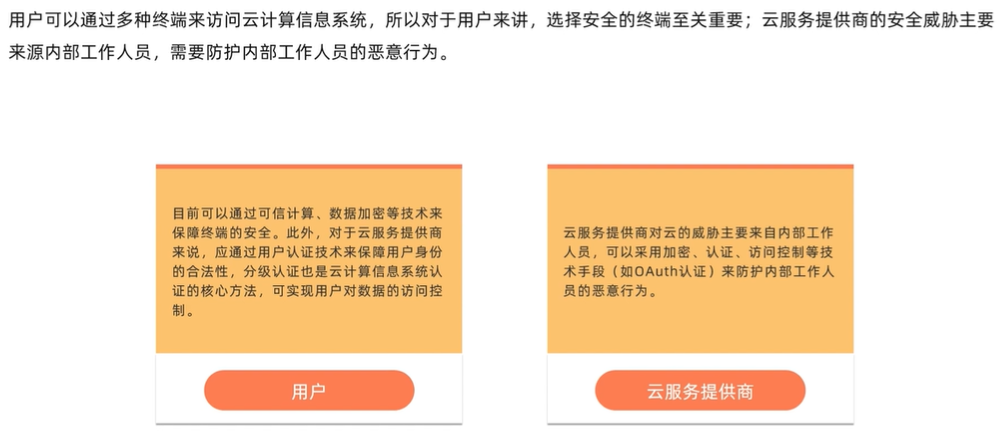 用户可以通过多种终端来访问云计算信息系统，所以对于用户来讲，选择安全的终端至关重要；云服务提供商的安全威胁主要
来源内部工作人员，需要防护内部工作人员的恶意行为。
目前可以通过可信计算、数据加密等技术来
保障终端的安全。此外，对于云服务提供商
来说，应通过用户认证技术来保障用户身份
的合法性，分级认证也是云计算信息系统认
证的核心方法，可实现用户对数据的访问控
制。
用户
云服务提供商对云的威胁主要来自内部工作
人员，可以采用加密、认证、访问控制等技
术手段（如OAuth认证）来防护内部工作人
员的恶意行为。
云服务提供商